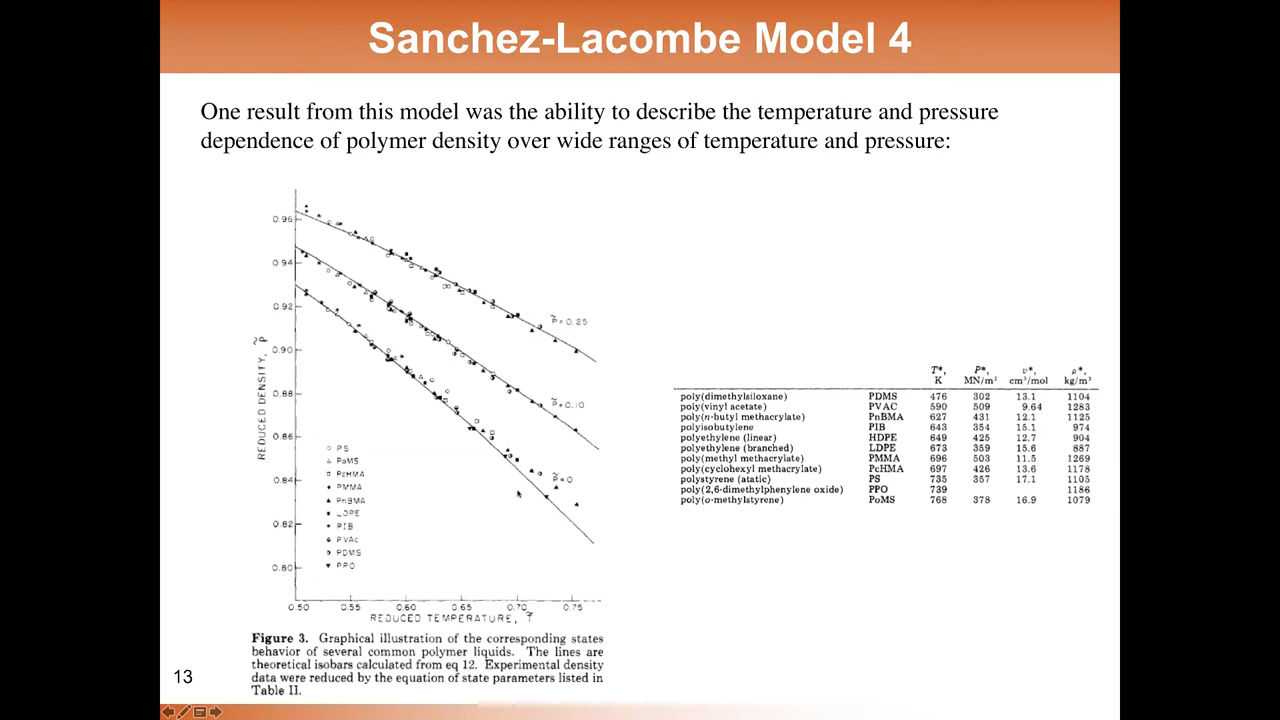 Sanchez-Lacombe Model 4
One result from this model was the ability to describe the temperature and pressure
dependence of polymer density over wide ranges of temperature and pressure:
REDUCED DENSITY, ρ̃
0.96
0.94
0.92
0.90
0.88
0.86
0.84
0.82
0.80
P̃ = 0.25
P̃ = 0.10
P̃ = 0
PS
PoMS
PcHMA
PMMA
PnBMA
LDPE
PIB
PVAc
PDMS
PPO
0.50 0.55 0.60 0.65 0.70 0.75
REDUCED TEMPERATURE, T̃
Figure 3. Graphical illustration of the corresponding states
behavior of several common polymer liquids. The lines are
theoretical isobars calculated from eq 12. Experimental density
data were reduced by the equation of state parameters listed in
Table II.
T*, P*, v*, ρ*,
K MN/m² cm³/mol kg/m³
poly(dimethylsiloxane) PDMS 476 302 13.1 1104
poly(vinyl acetate) PVAC 590 509 9.64 1283
poly(n-butyl methacrylate) PnBMA 627 431 12.1 1125
polyisobutylene PIB 643 354 15.1 974
polyethylene (linear) HDPE 649 425 12.7 904
polyethylene (branched) LDPE 673 359 15.6 887
poly(methyl methacrylate) PMMA 696 503 11.5 1269
poly(cyclohexyl methacrylate) PcHMA 697 426 13.6 1178
polystyrene (atatic) PS 735 357 17.1 1105
poly(2,6-dimethylphenylene oxide) PPO 739 1186
poly(o-methylstyrene) PoMS 768 378 16.9 1079
13